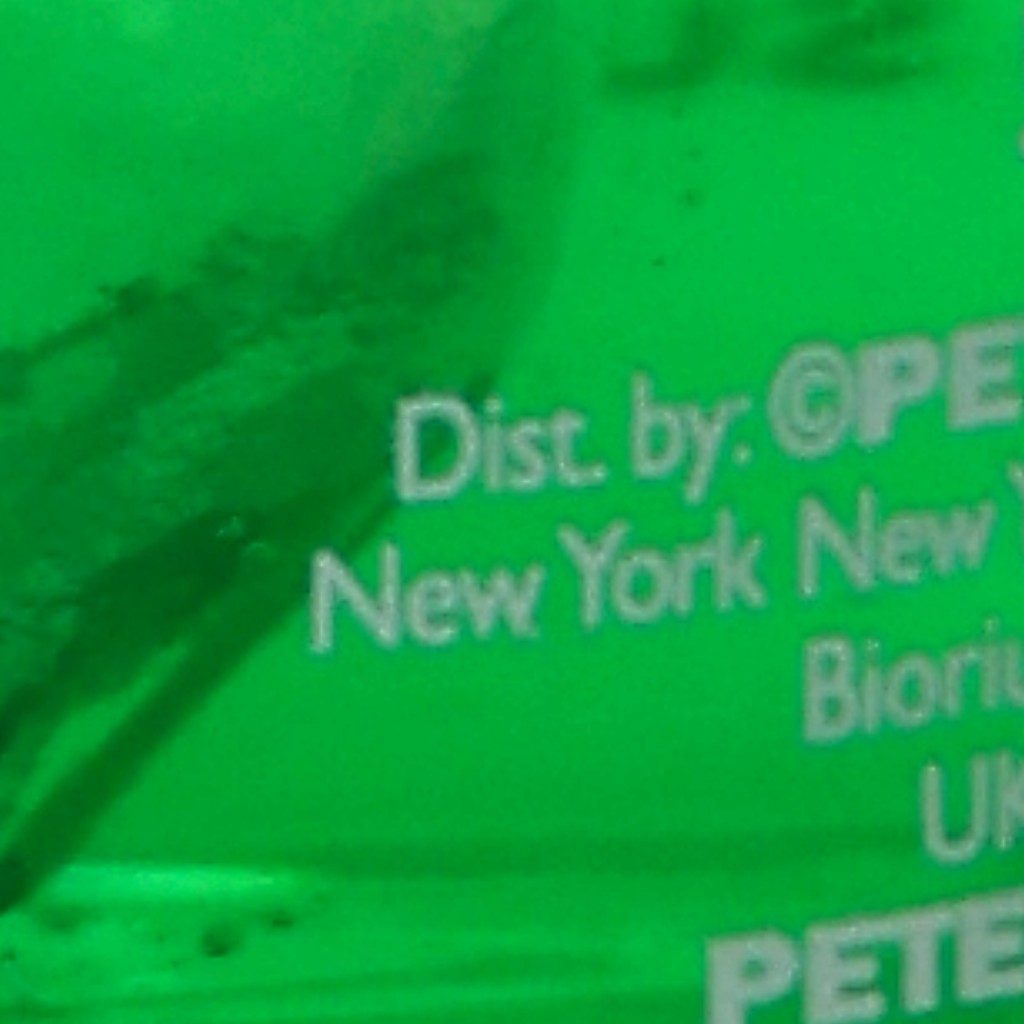 Dist. by: ©PE
New York New Y
Bioriu
UK
PETE